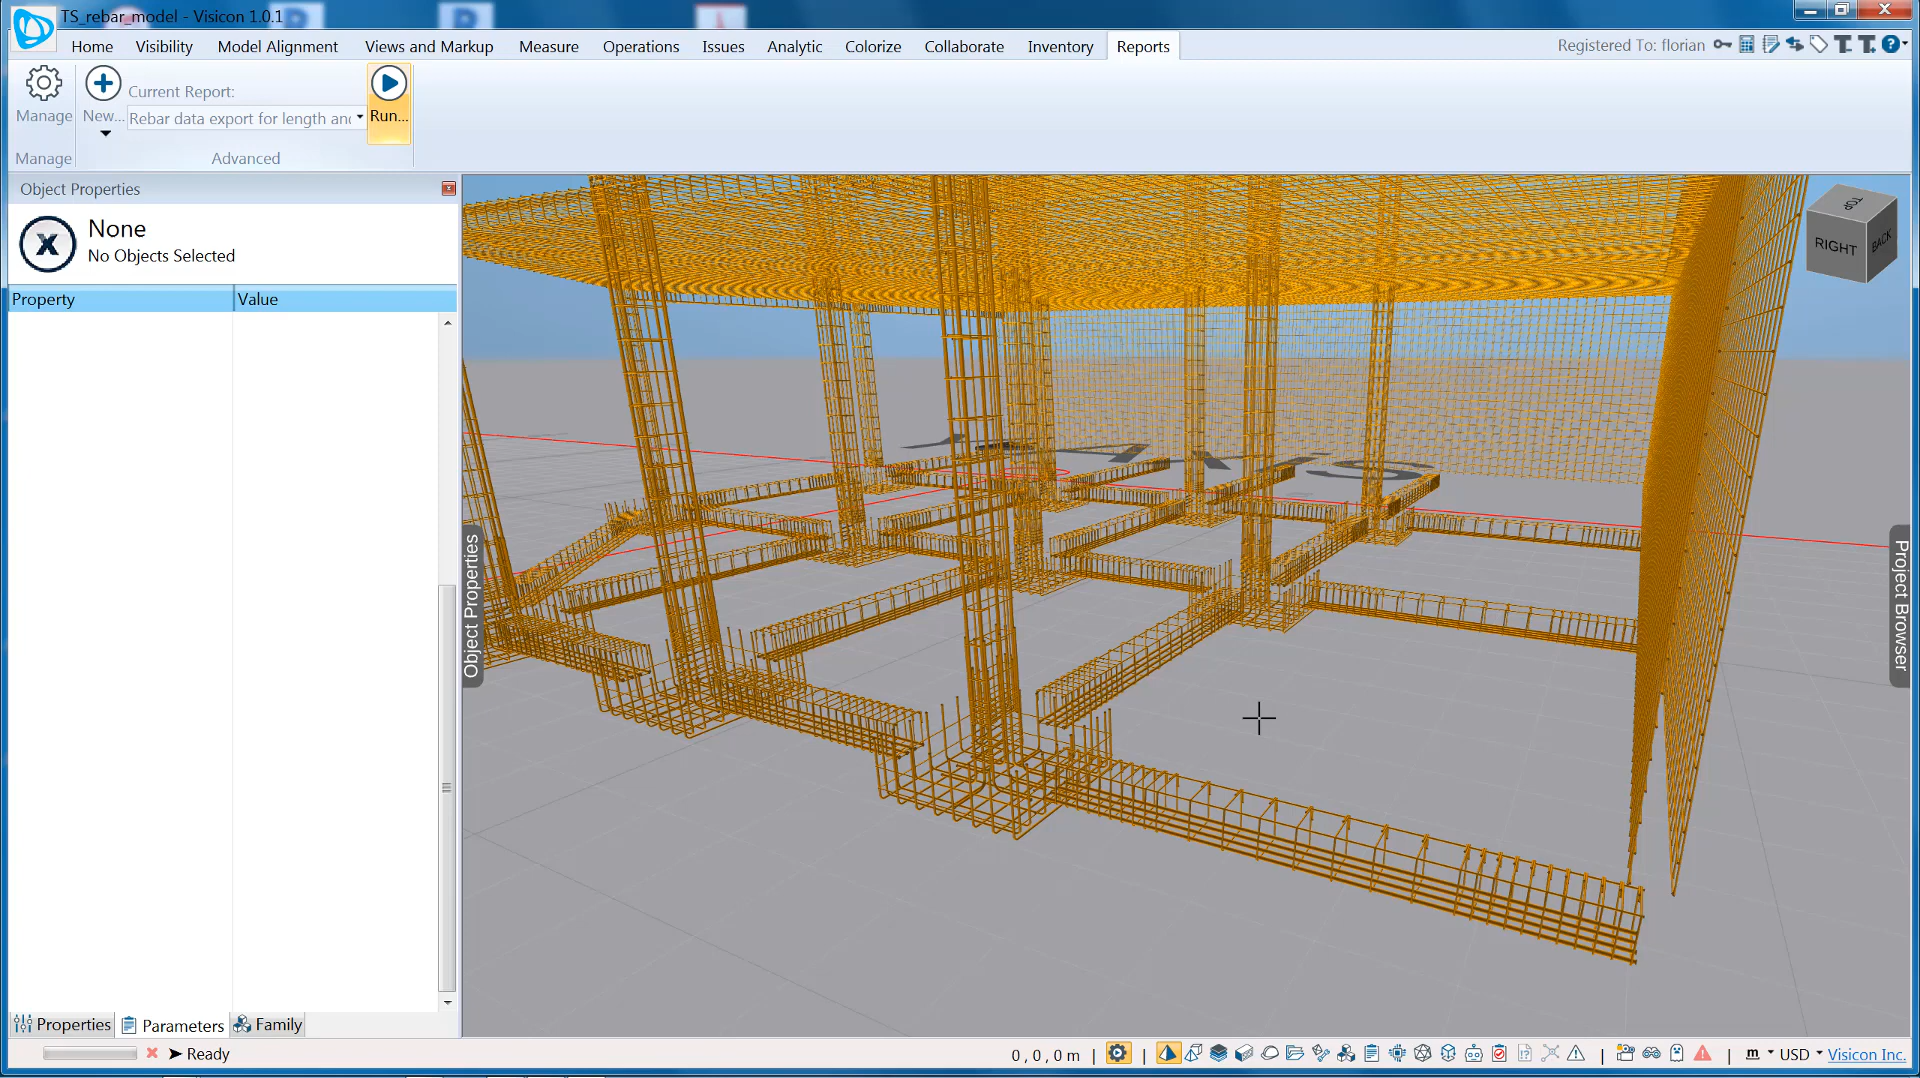 TS_rebar_model - Visicon 1.0.1
Home Visibility Model Alignment Views and Markup Measure Operations Issues Analytic Colorize Collaborate Inventory Reports
Registered To: florian
Manage
New...
Current Report:
Rebar data export for length and
Run...
Manage
Advanced
Object Properties
None
No Objects Selected
Property Value
TOP
RIGHT
BACK
Object Properties
Project Browser
Properties Parameters Family
Ready
0 , 0 , 0 m
m USD Visicon Inc.